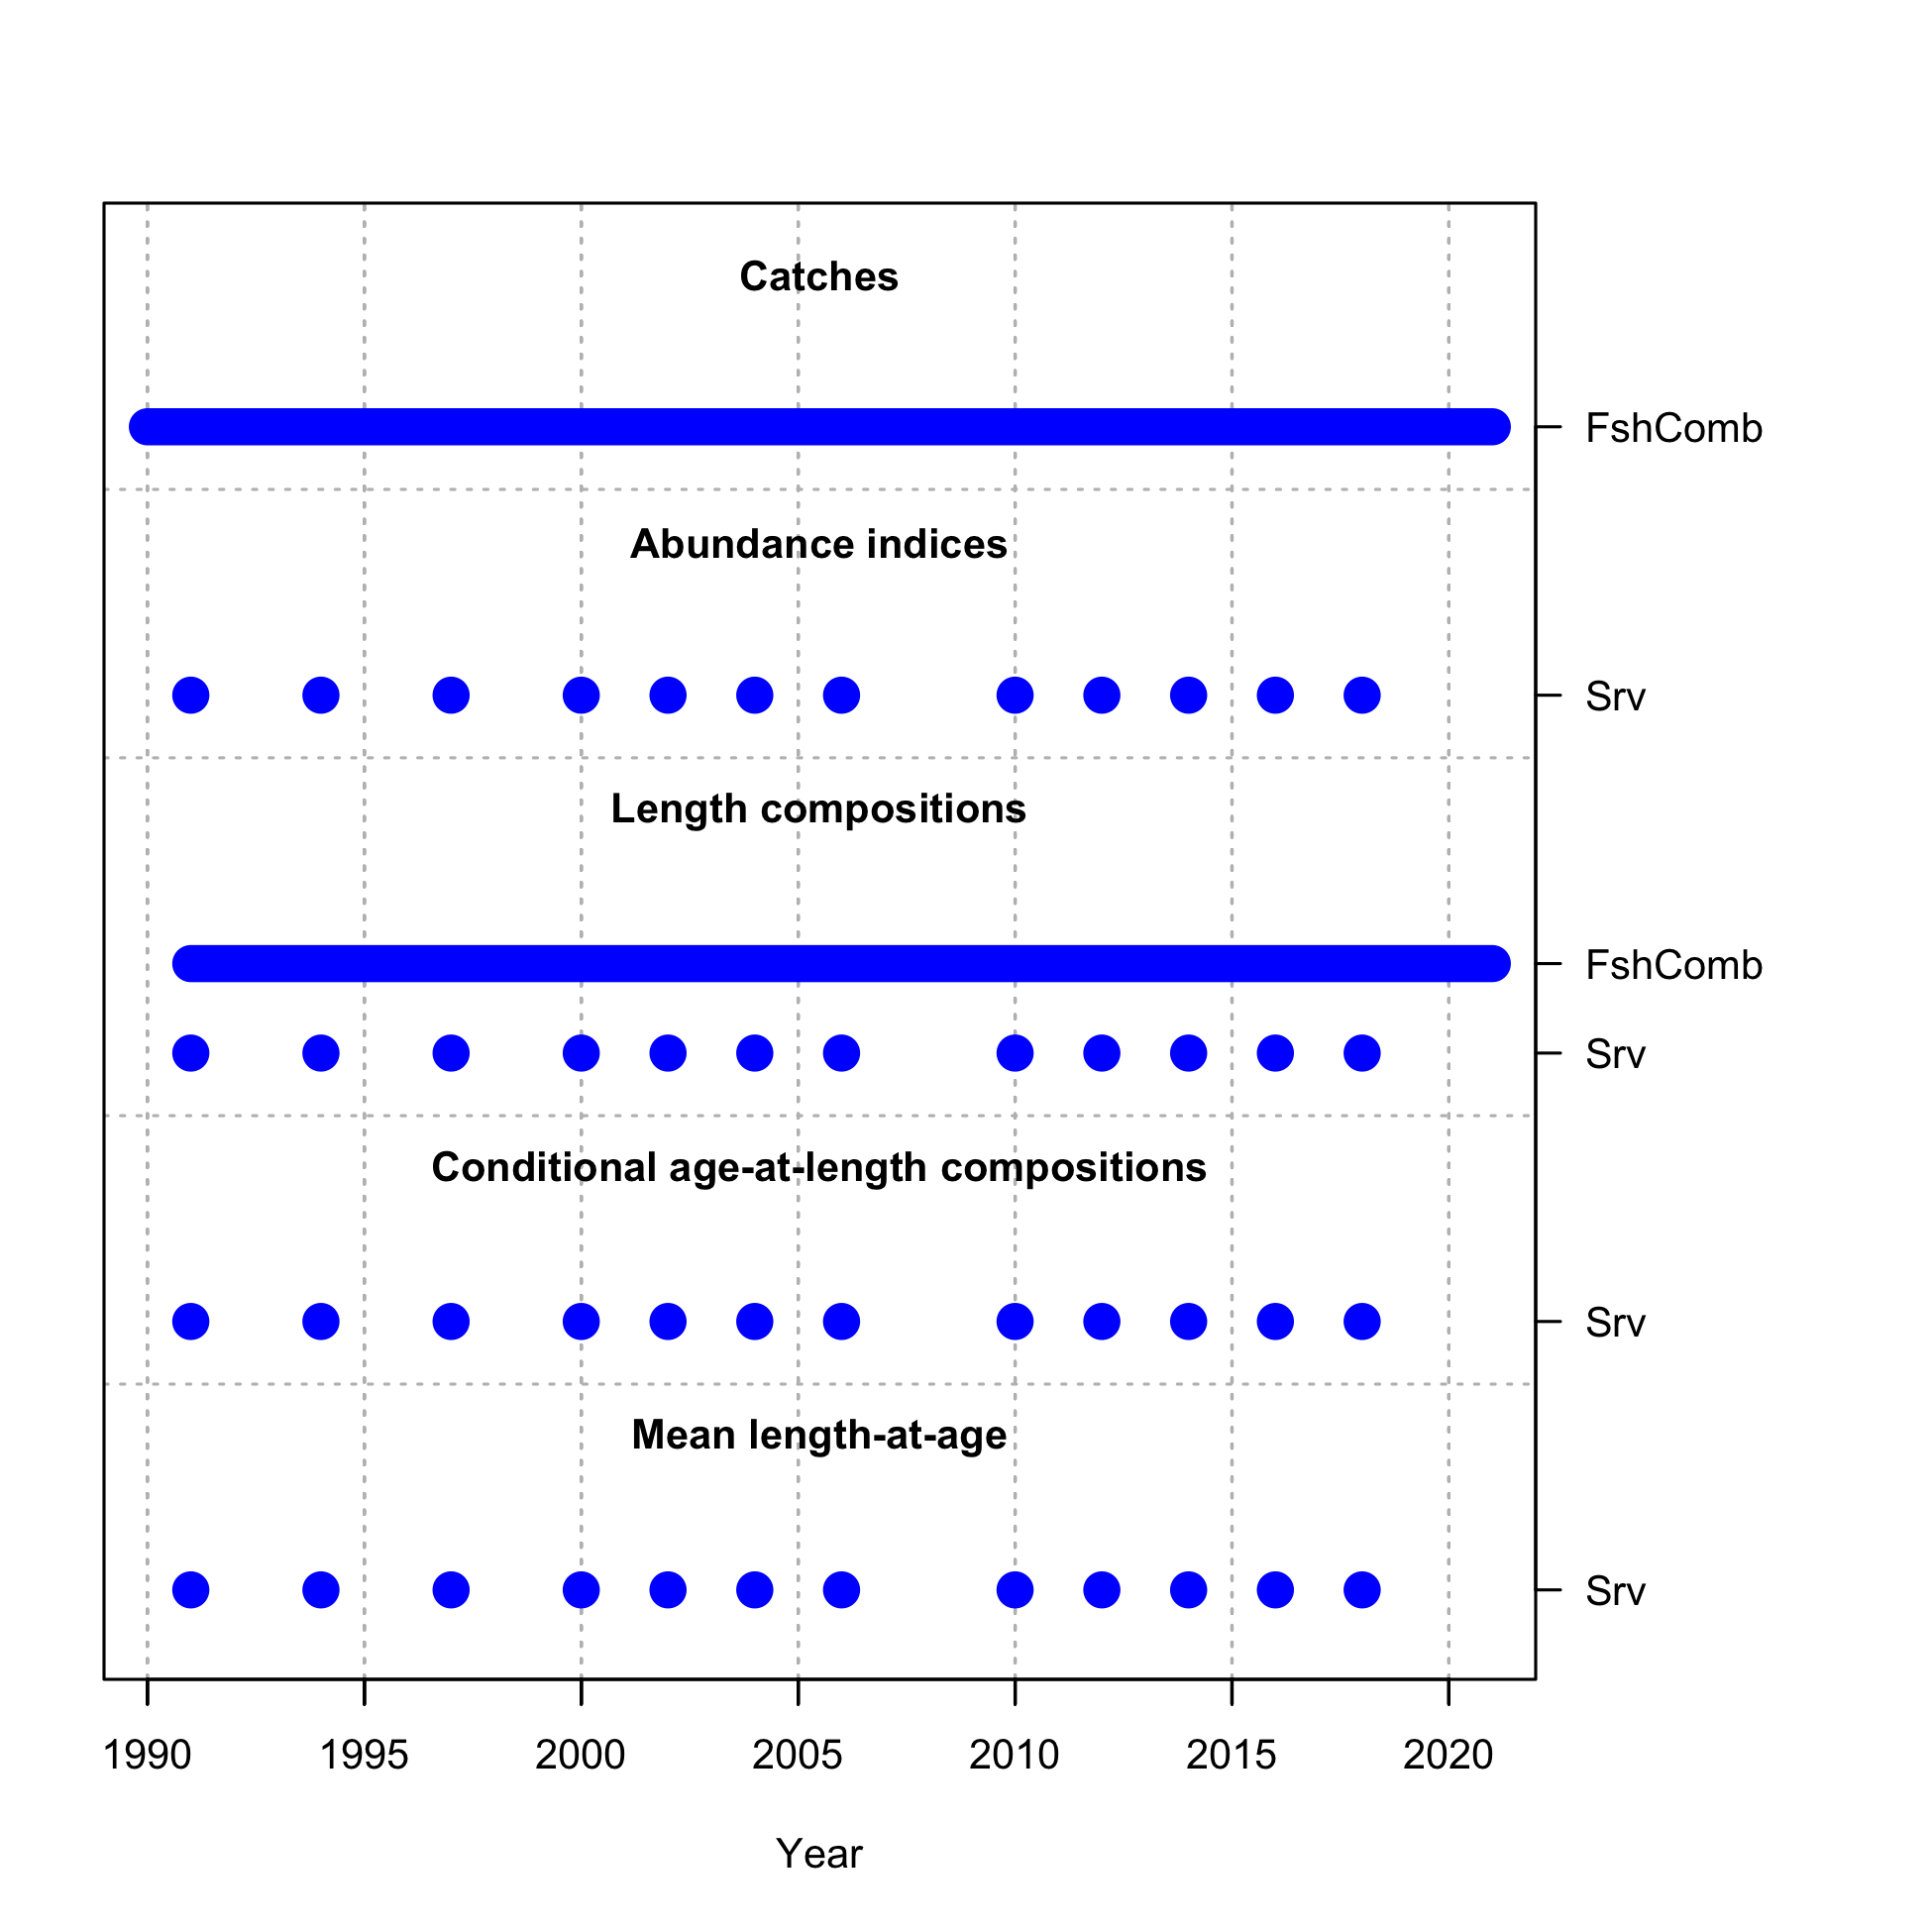 Catches
FshComb
Abundance indices
Srv
Length compositions
FshComb
Srv
Conditional age-at-length compositions
Srv
Mean length-at-age
Srv
1990 1995 2000 2005 2010 2015 2020
Year